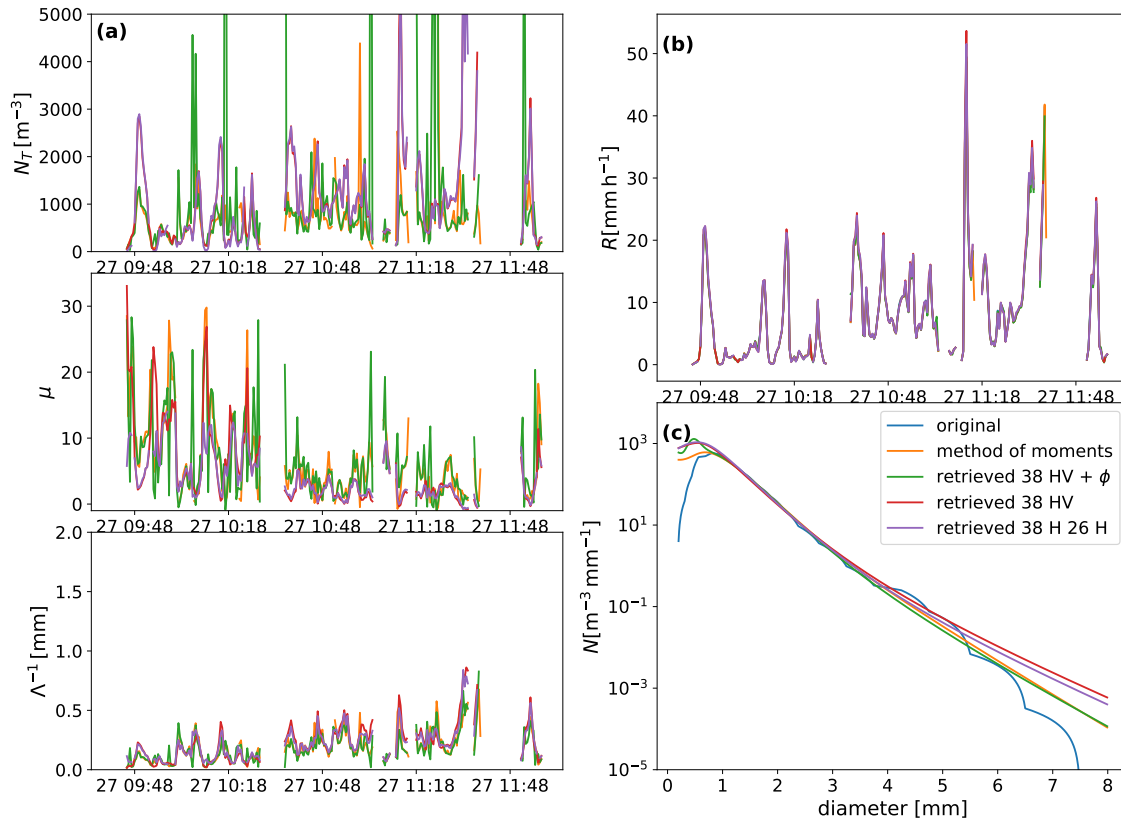 (a)
N_T [m⁻³]
5000
4000
3000
2000
1000
0
27 09:48 27 10:18 27 10:48 27 11:18 27 11:48
μ
30
20
10
0
27 09:48 27 10:18 27 10:48 27 11:18 27 11:48
Λ⁻¹ [mm]
2.0
1.5
1.0
0.5
0.0
27 09:48 27 10:18 27 10:48 27 11:18 27 11:48
(b)
R[mm h⁻¹]
50
40
30
20
10
0
27 09:48 27 10:18 27 10:48 27 11:18 27 11:48
(c)
original
method of moments
retrieved 38 HV + ϕ
retrieved 38 HV
retrieved 38 H 26 H
N[m⁻³ mm⁻¹]
10³
10¹
10⁻¹
10⁻³
10⁻⁵
0 1 2 3 4 5 6 7 8
diameter [mm]